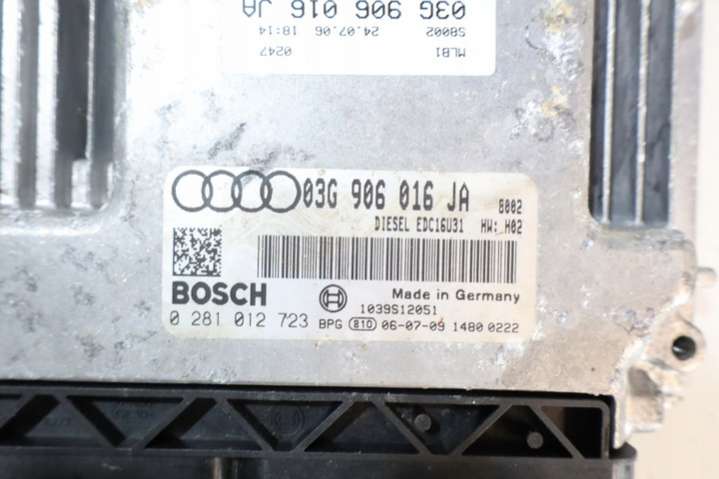 03G 906 016 JA
S8002 24.07.06 18:14
MLB1 0247
03G 906 016 JA 8002
DIESEL EDC16U31 HW: H02
BOSCH
Made in Germany
1039S12051
0 281 012 723 BPG 810 06-07-09 1480 0222